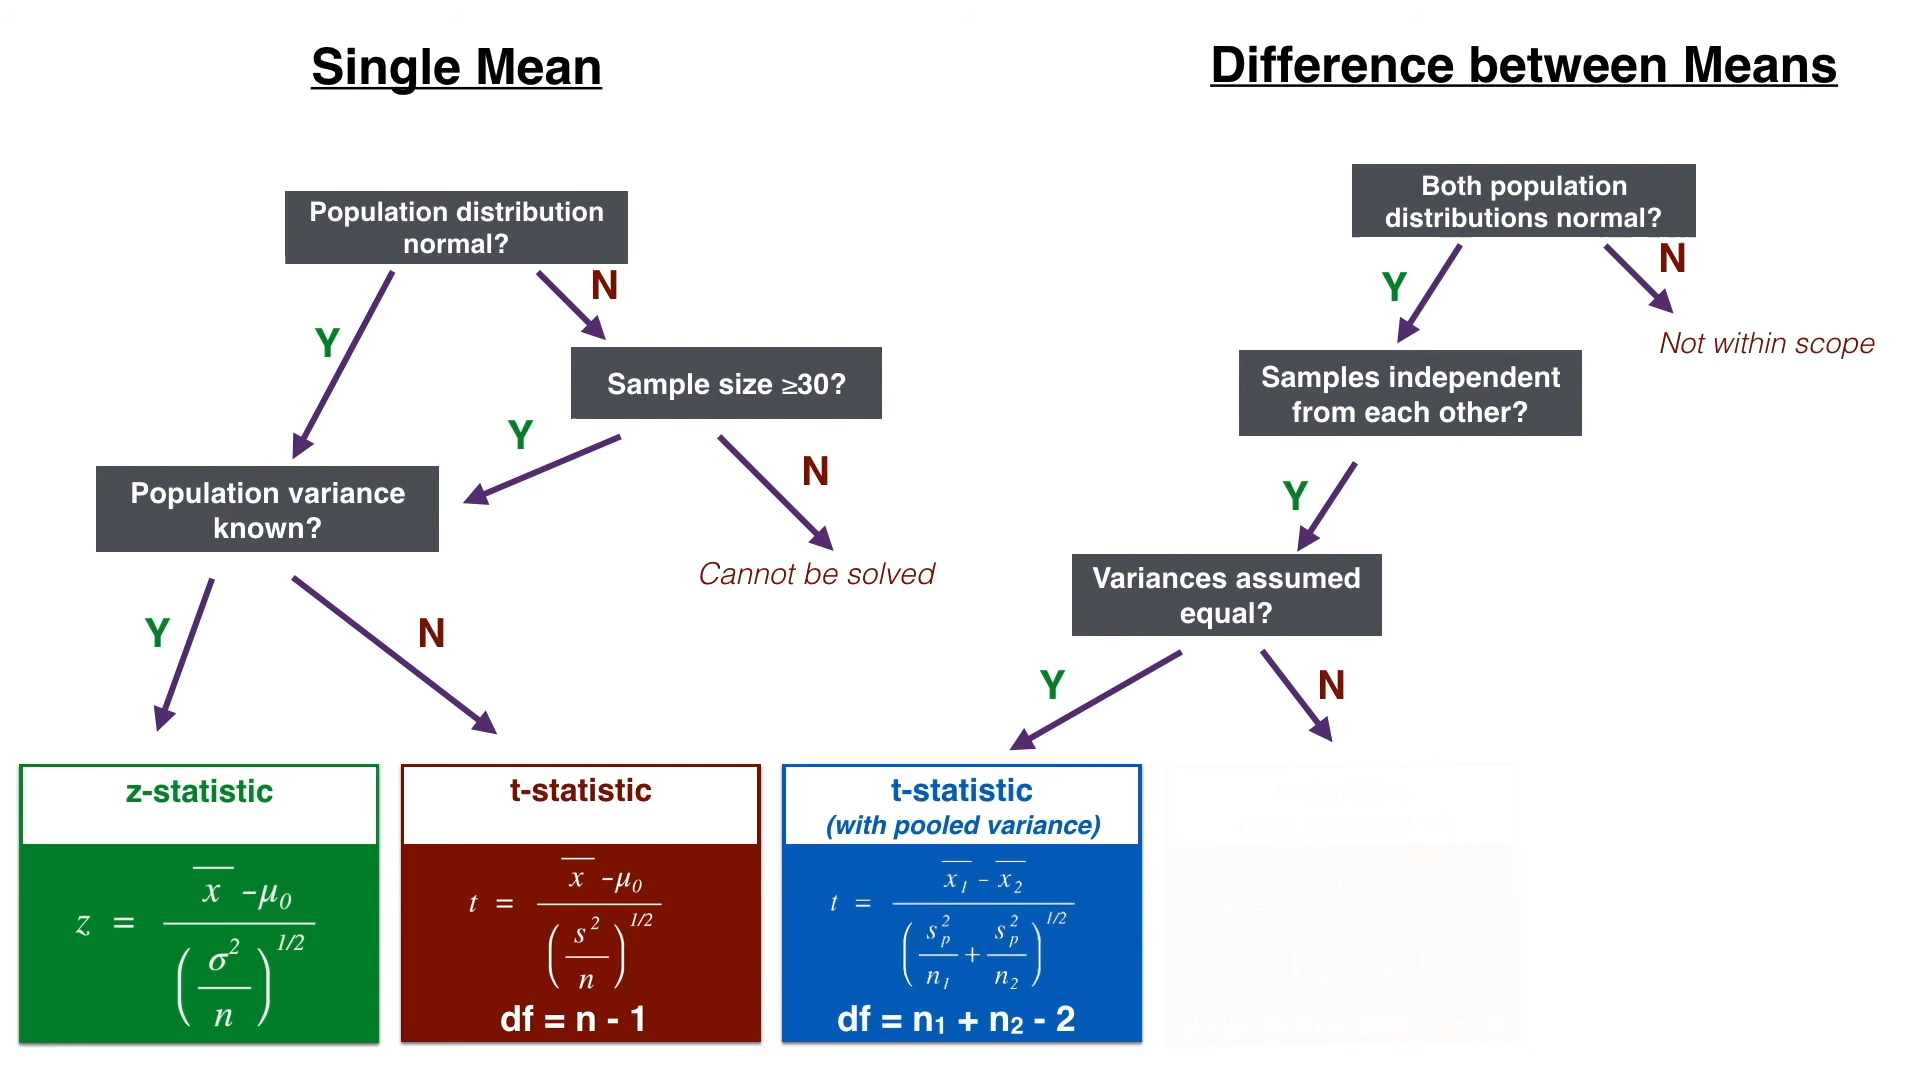 Single Mean
Population distribution
normal?
Y
N
Sample size ≥30?
Y
N
Cannot be solved
Population variance
known?
Y
N
z-statistic
z = (x̄ - μ₀) / (σ² / n)^1/2
t-statistic
t = (x̄ - μ₀) / (s² / n)^1/2
df = n - 1
Difference between Means
Both population
distributions normal?
Y
N
Not within scope
Samples independent
from each other?
Y
Variances assumed
equal?
Y
N
t-statistic
(with pooled variance)
t = (x̄₁ - x̄₂) / (sₚ² / n₁ + sₚ² / n₂)^1/2
df = n₁ + n₂ - 2